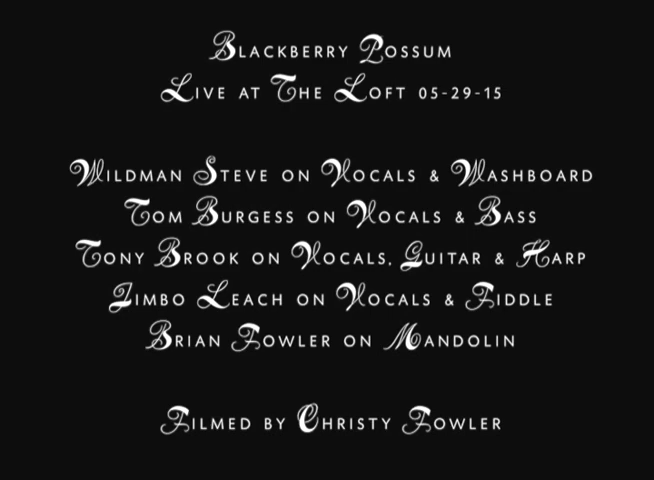 Blackberry Possum
Live at The Loft 05-29-15
Wildman Steve on Vocals & Washboard
Tom Burgess on Vocals & Bass
Tony Brook on Vocals, Guitar & Harp
Jimbo Leach on Vocals & Fiddle
Brian Fowler on Mandolin
Filmed by Christy Fowler